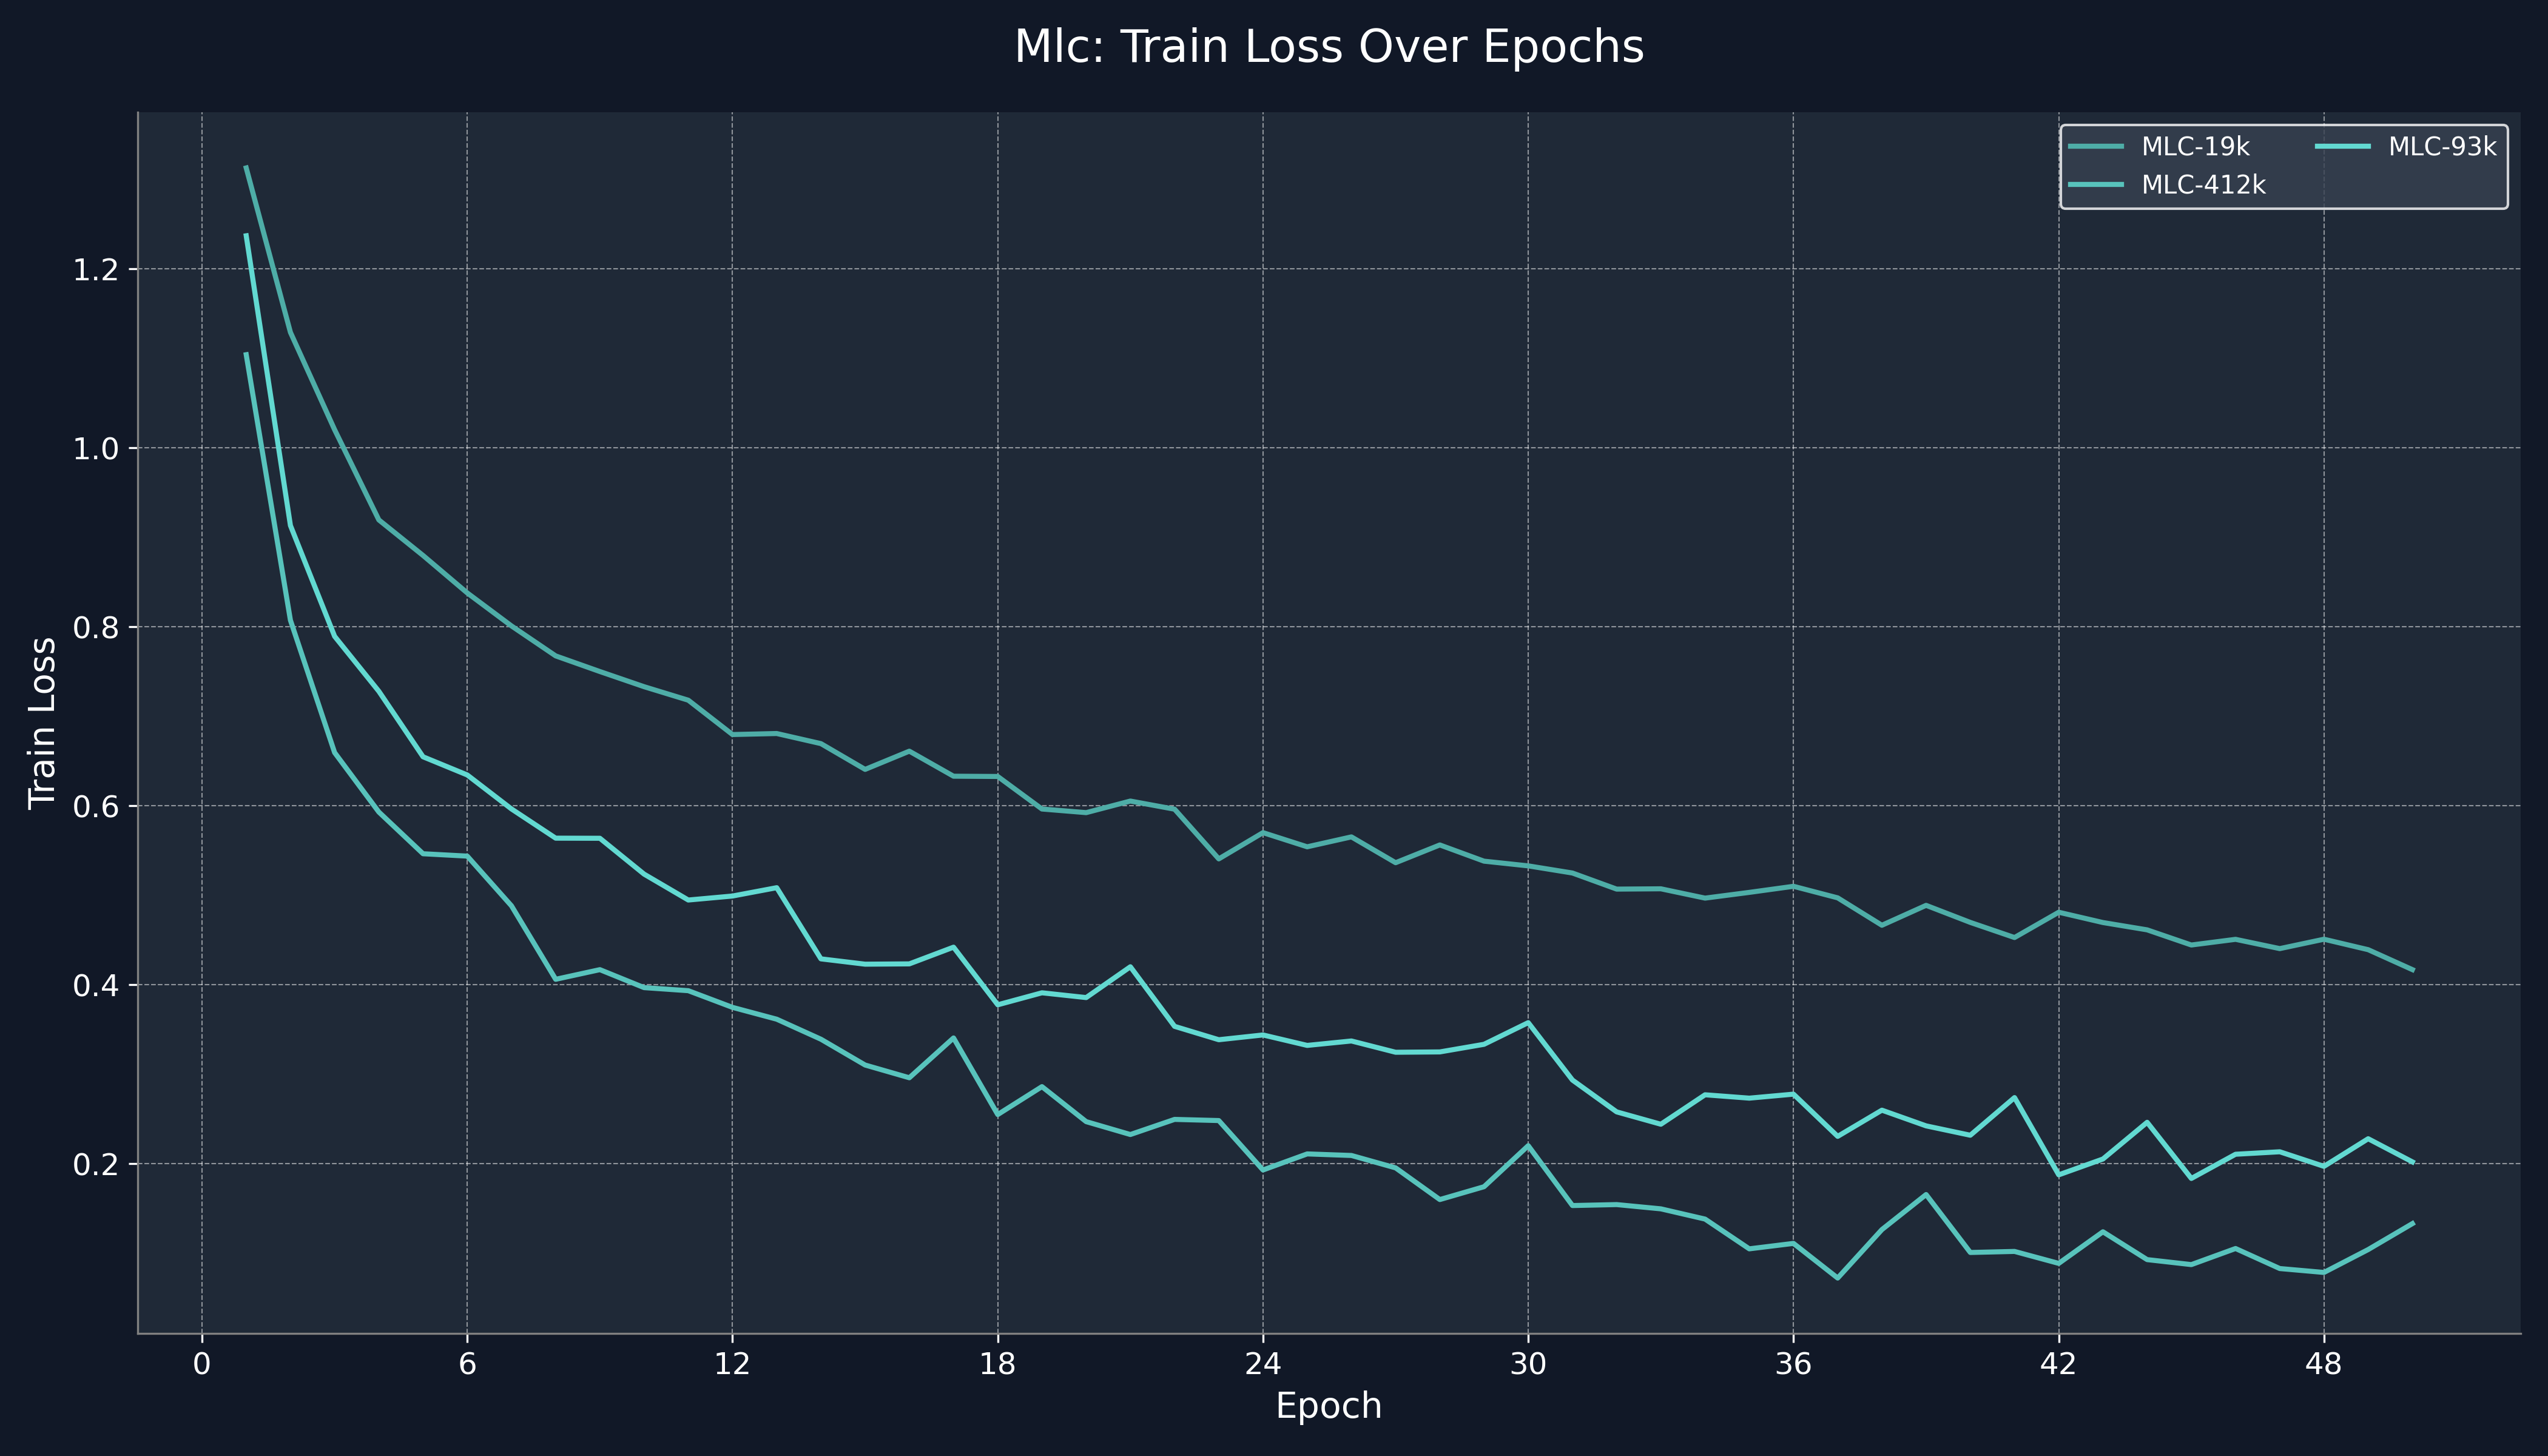 Mlc: Train Loss Over Epochs
MLC-19k
MLC-412k
MLC-93k
Train Loss
1.2
1.0
0.8
0.6
0.4
0.2
0 6 12 18 24 30 36 42 48
Epoch